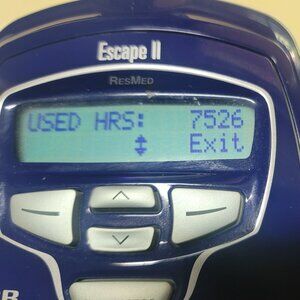 Escape II
RESMED
USED HRS: 7526
Exit